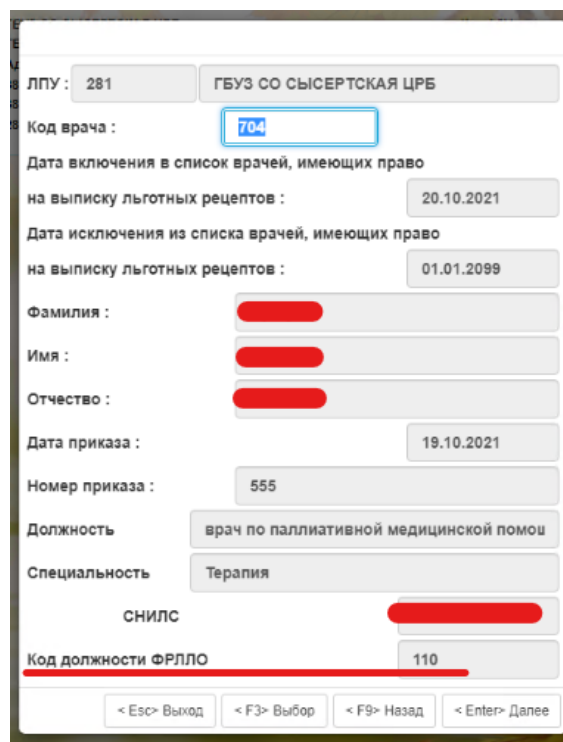 ЛПУ : 281 ГБУЗ СО СЫСЕРТСКАЯ ЦРБ
Код врача : 704
Дата включения в список врачей, имеющих право
на выписку льготных рецептов : 20.10.2021
Дата исключения из списка врачей, имеющих право
на выписку льготных рецептов : 01.01.2099
Фамилия :
Имя :
Отчество :
Дата приказа : 19.10.2021
Номер приказа : 555
Должность врач по паллиативной медицинской помощ
Специальность Терапия
СНИЛС
Код должности ФРЛЛО 110
< Esc> Выход < F3> Выбор < F9> Назад < Enter> Далее